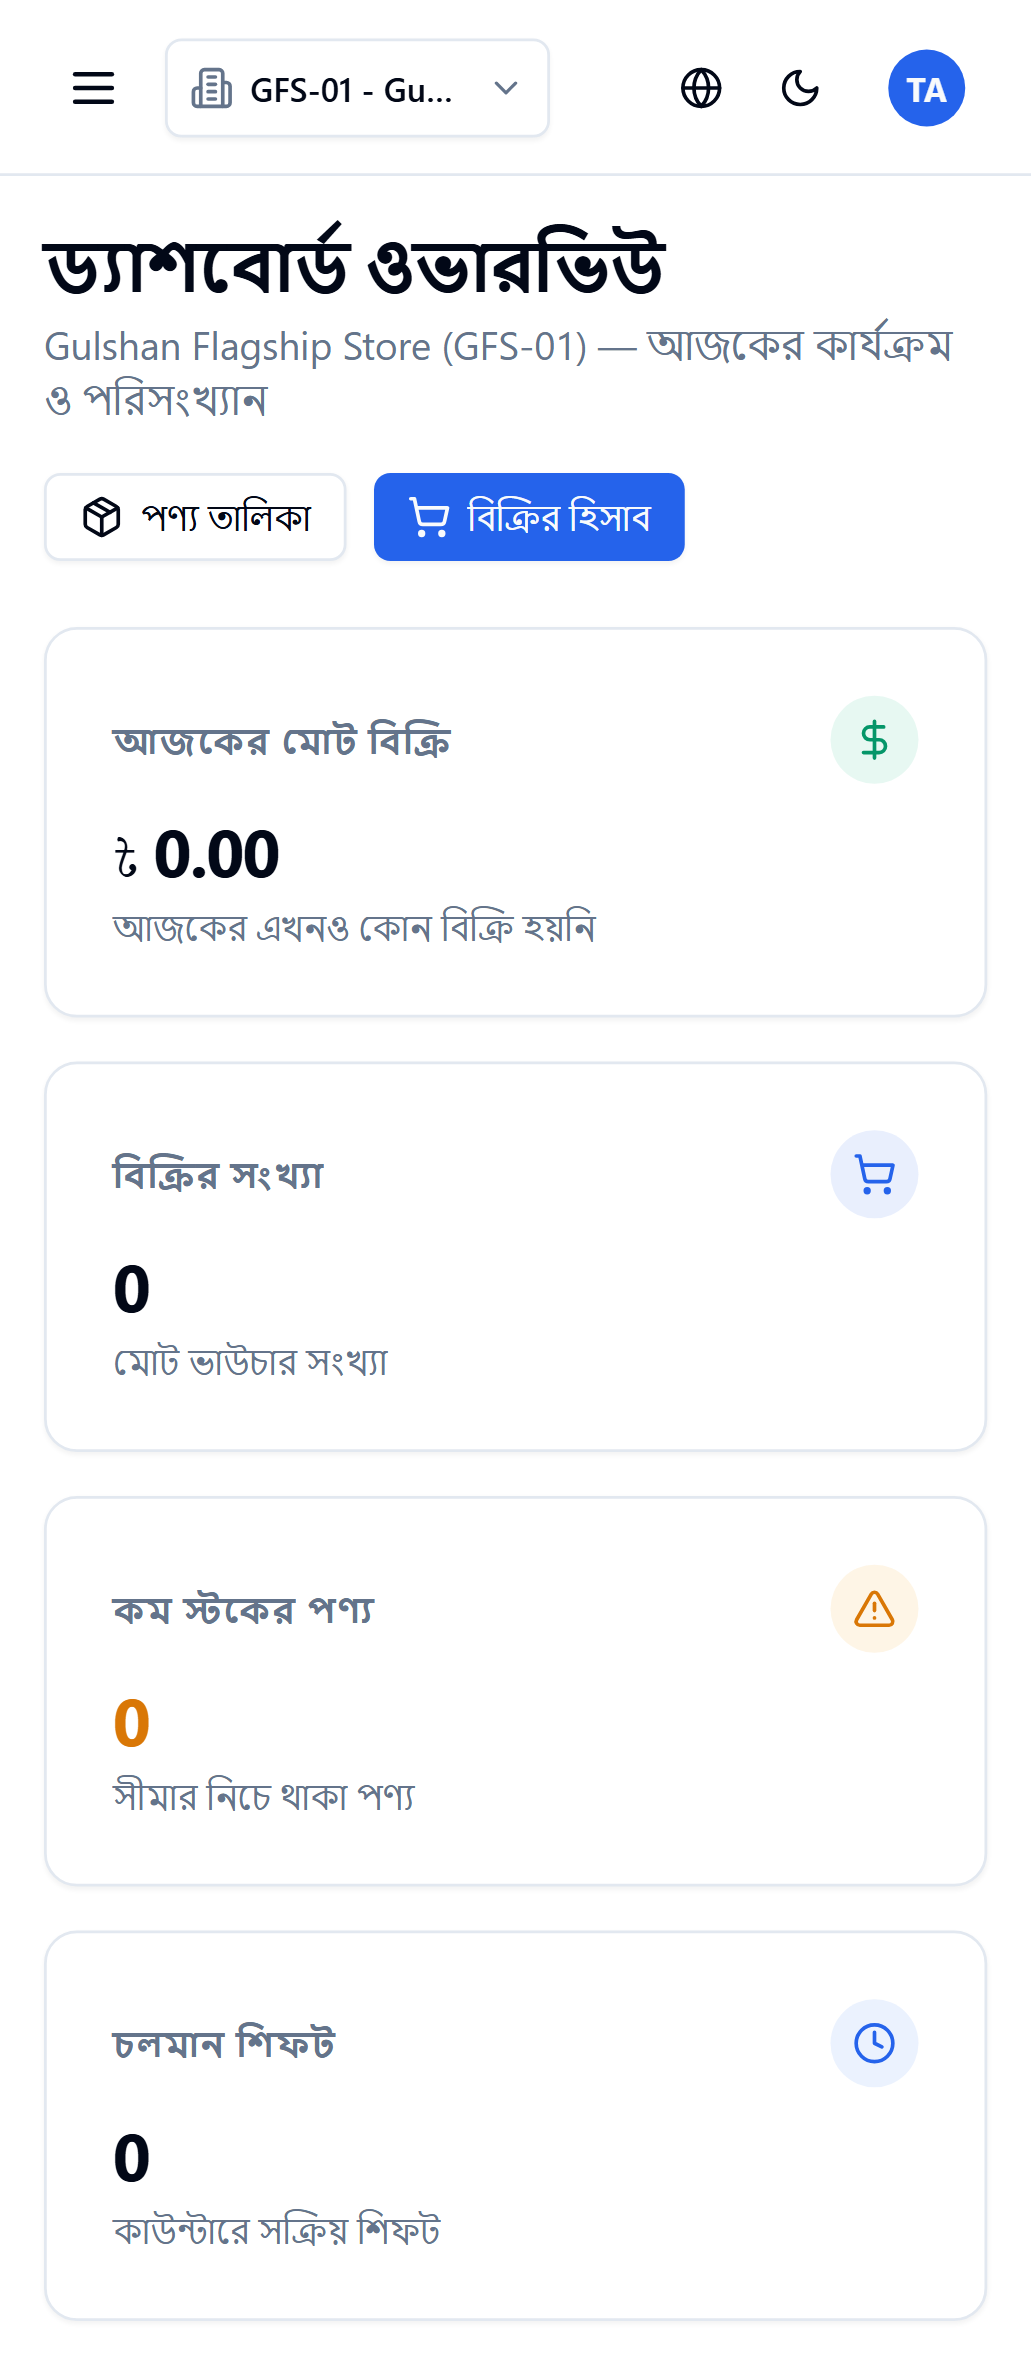 GFS-01 - Gu...
TA
ড্যাশবোর্ড ওভারভিউ
Gulshan Flagship Store (GFS-01) — আজকের কার্যক্রম
ও পরিসংখ্যান
পণ্য তালিকা
বিক্রির হিসাব
আজকের মোট বিক্রি
৳ 0.00
আজকের এখনও কোন বিক্রি হয়নি
বিক্রির সংখ্যা
0
মোট ভাউচার সংখ্যা
কম স্টকের পণ্য
0
সীমার নিচে থাকা পণ্য
চলমান শিফট
0
কাউন্টারে সক্রিয় শিফট